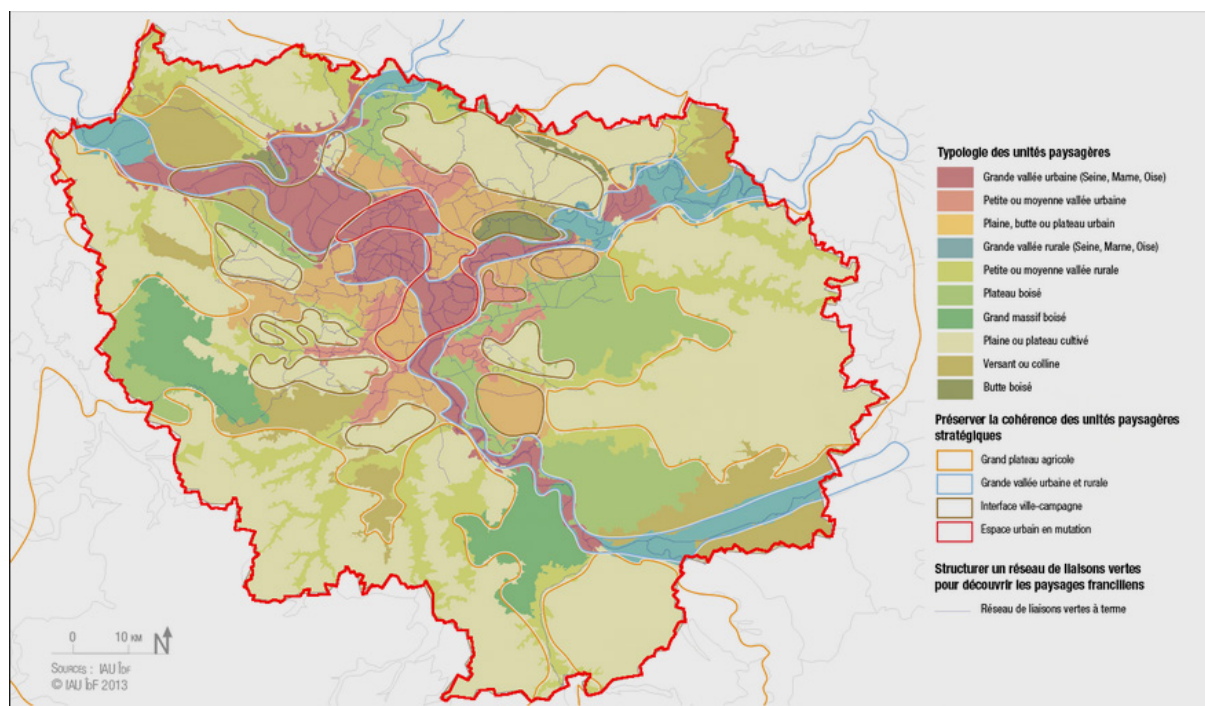 Typologie des unités paysagères
Grande vallée urbaine (Seine, Marne, Oise)
Petite ou moyenne vallée urbaine
Plaine, butte ou plateau urbain
Grande vallée rurale (Seine, Marne, Oise)
Petite ou moyenne vallée rurale
Plateau boisé
Grand massif boisé
Plaine ou plateau cultivé
Versant ou colline
Butte boisé
Préserver la cohérence des unités paysagères
stratégiques
Grand plateau agricole
Grande vallée urbaine et rurale
Interface ville-campagne
Espace urbain en mutation
Structurer un réseau de liaisons vertes
pour découvrir les paysages franciliens
Réseau de liaisons vertes à terme
0 10 KM N
SOURCES : IAU ÎDF
© IAU ÎDF 2013